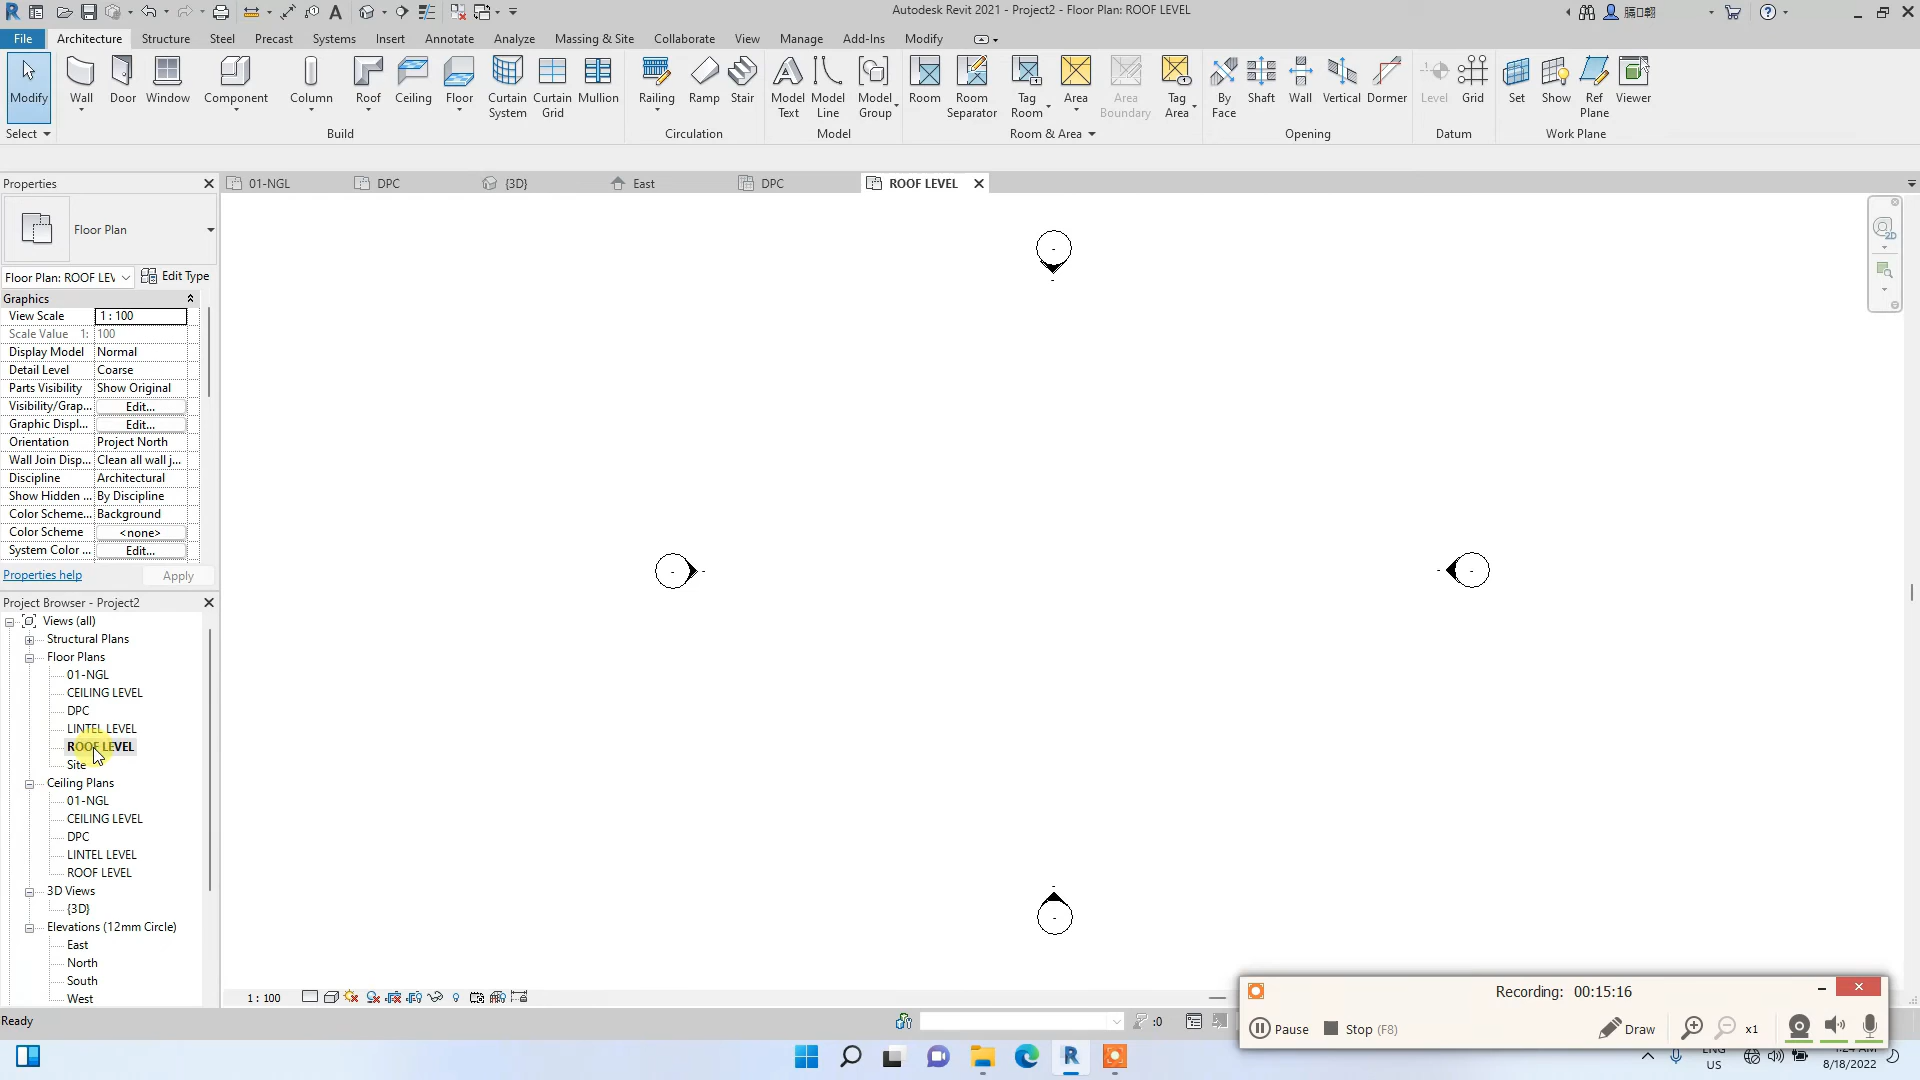 Autodesk Revit 2021 - Project2 - Floor Plan: ROOF LEVEL
File Architecture Structure Steel Precast Systems Insert Annotate Analyze Massing & Site Collaborate View Manage Add-Ins Modify
Modify Wall Door Window Component Column Roof Ceiling Floor Curtain System Curtain Grid Mullion Railing Ramp Stair Model Text Model Line Model Group Room Room Separator Tag Room Area Area Boundary Tag Area By Face Shaft Wall Vertical Dormer Level Grid Set Show Ref Plane Viewer
Select Build Circulation Model Room & Area Opening Datum Work Plane
Properties
01-NGL DPC {3D} East DPC ROOF LEVEL
Floor Plan
Floor Plan: ROOF LEV Edit Type
Graphics
View Scale 1 : 100
Scale Value 1: 100
Display Model Normal
Detail Level Coarse
Parts Visibility Show Original
Visibility/Grap... Edit...
Graphic Displ... Edit...
Orientation Project North
Wall Join Disp... Clean all wall j...
Discipline Architectural
Show Hidden ... By Discipline
Color Scheme... Background
Color Scheme <none>
System Color ... Edit...
Properties help Apply
Project Browser - Project2
Views (all)
Structural Plans
Floor Plans
01-NGL
CEILING LEVEL
DPC
LINTEL LEVEL
ROOF LEVEL
Site
Ceiling Plans
01-NGL
CEILING LEVEL
DPC
LINTEL LEVEL
ROOF LEVEL
3D Views
{3D}
Elevations (12mm Circle)
East
North
South
West
2D
1 : 100
Ready
:0
Recording: 00:15:16
Pause Stop (F8) Draw x1
ENG
US
8/18/2022